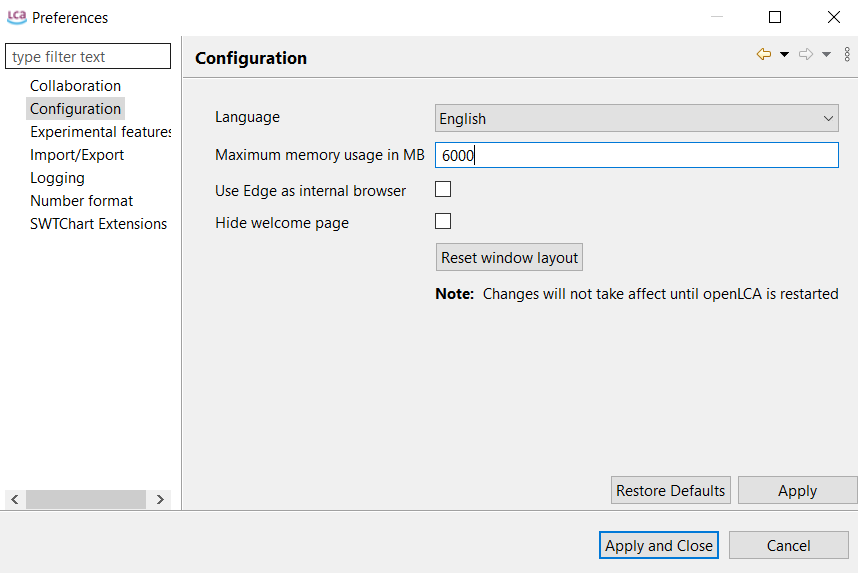 LCA Preferences
type filter text
Collaboration
Configuration
Experimental features
Import/Export
Logging
Number format
SWTChart Extensions
Configuration
Language English
Maximum memory usage in MB 6000
Use Edge as internal browser
Hide welcome page
Reset window layout
Note: Changes will not take affect until openLCA is restarted
Restore Defaults Apply
Apply and Close Cancel